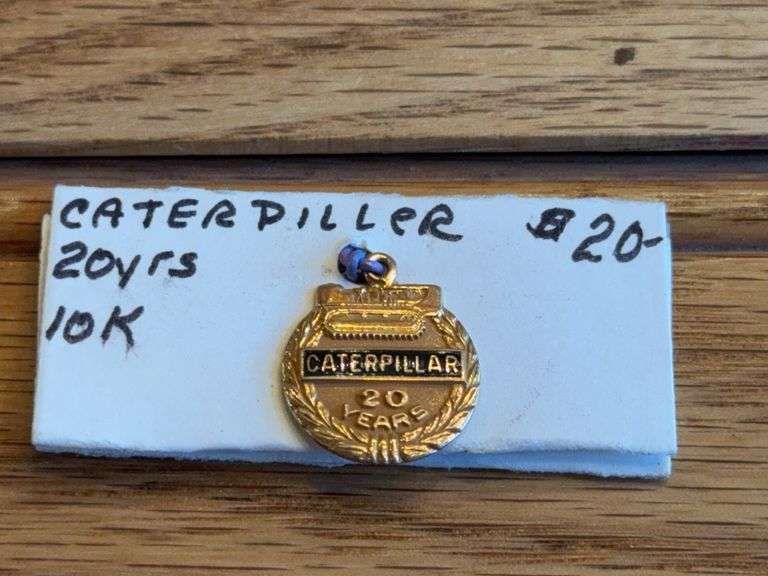 CATERPILLER $20-
20yrs
10K
CATERPILLAR
20
YEARS